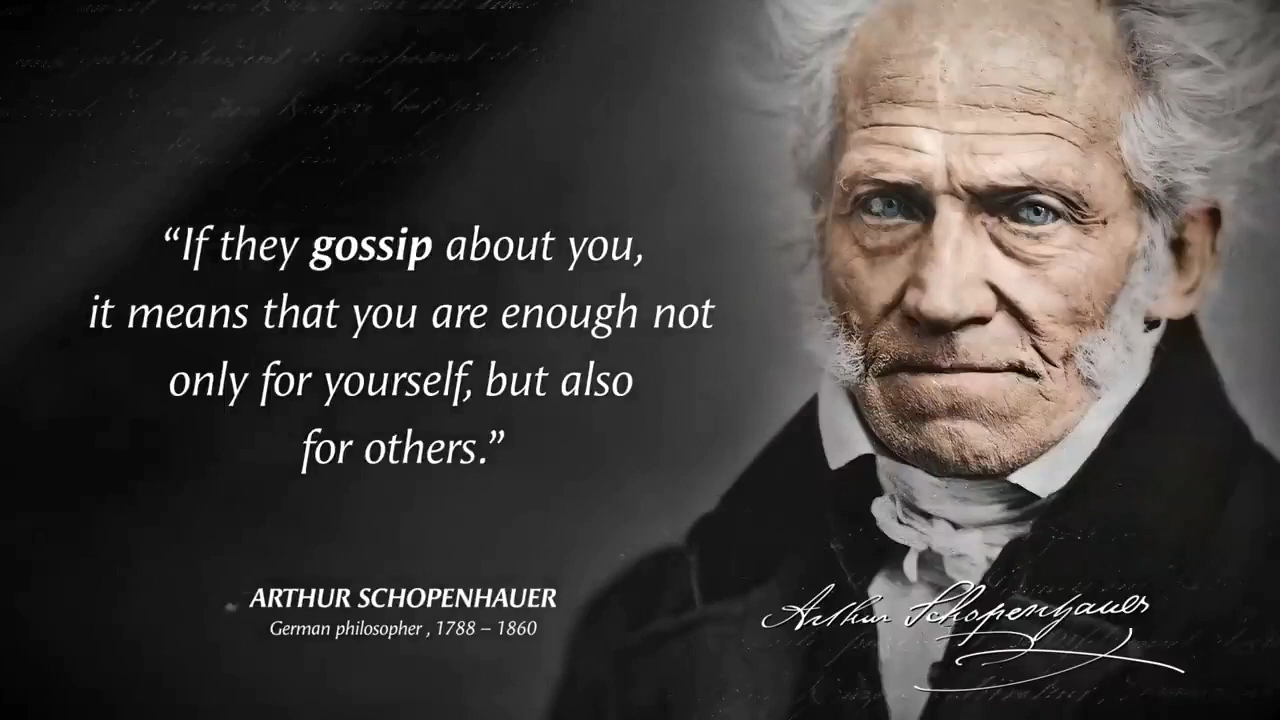 “If they gossip about you,
it means that you are enough not
only for yourself, but also
for others.”
ARTHUR SCHOPENHAUER
German philosopher , 1788 – 1860
Arthur Schopenhauer